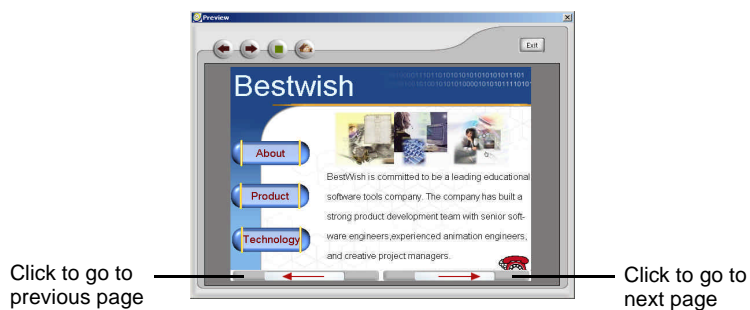 Preview
Exit
Bestwish
About
Product
Technology
BestWish is committed to be a leading educational
software tools company. The company has built a
strong product development team with senior soft-
ware engineers,experienced animation engineers,
and creative project managers.
Click to go to
previous page
Click to go to
next page